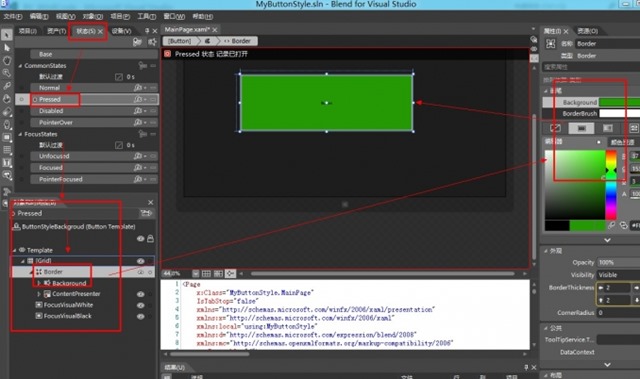 MyButtonStyle.sln - Blend for Visual Studio
文件(F) 编辑(E) 视图(V) 对象(O) 项目(P) 工具(T) 窗口(W) 帮助(H)
项目(J) 资产(T) 状态(S) 设备(V)
MainPage.xaml*
属性(I) 资源(O)
[Button] Border
名称 Border
类型 Border
Base
CommonStates
默认过渡 0 s
Normal
Pressed
Disabled
PointerOver
FocusStates
默认过渡 0 s
Unfocused
Focused
PointerFocused
Pressed 状态 记录已打开
搜索属性
Background
BorderBrush
Pressed
ButtonStyleBackgroud (Button Template)
Template
[Grid]
Border
Background
ContentPresenter
FocusVisualWhite
FocusVisualBlack
<Page
x:Class="MyButtonStyle.MainPage"
IsTabStop="false"
xmlns="http://schemas.microsoft.com/winfx/2006/xaml/presentation"
xmlns:x="http://schemas.microsoft.com/winfx/2006/xaml"
xmlns:local="using:MyButtonStyle"
xmlns:d="http://schemas.microsoft.com/expression/blend/2008"
xmlns:mc="http://schemas.openxmlformats.org/markup-compatibility/2006"
结果(U)
外观
Opacity 100%
Visibility Visible
BorderThickness 2 2
CornerRadius 0
公共
ToolTipService.T
DataContext
布局